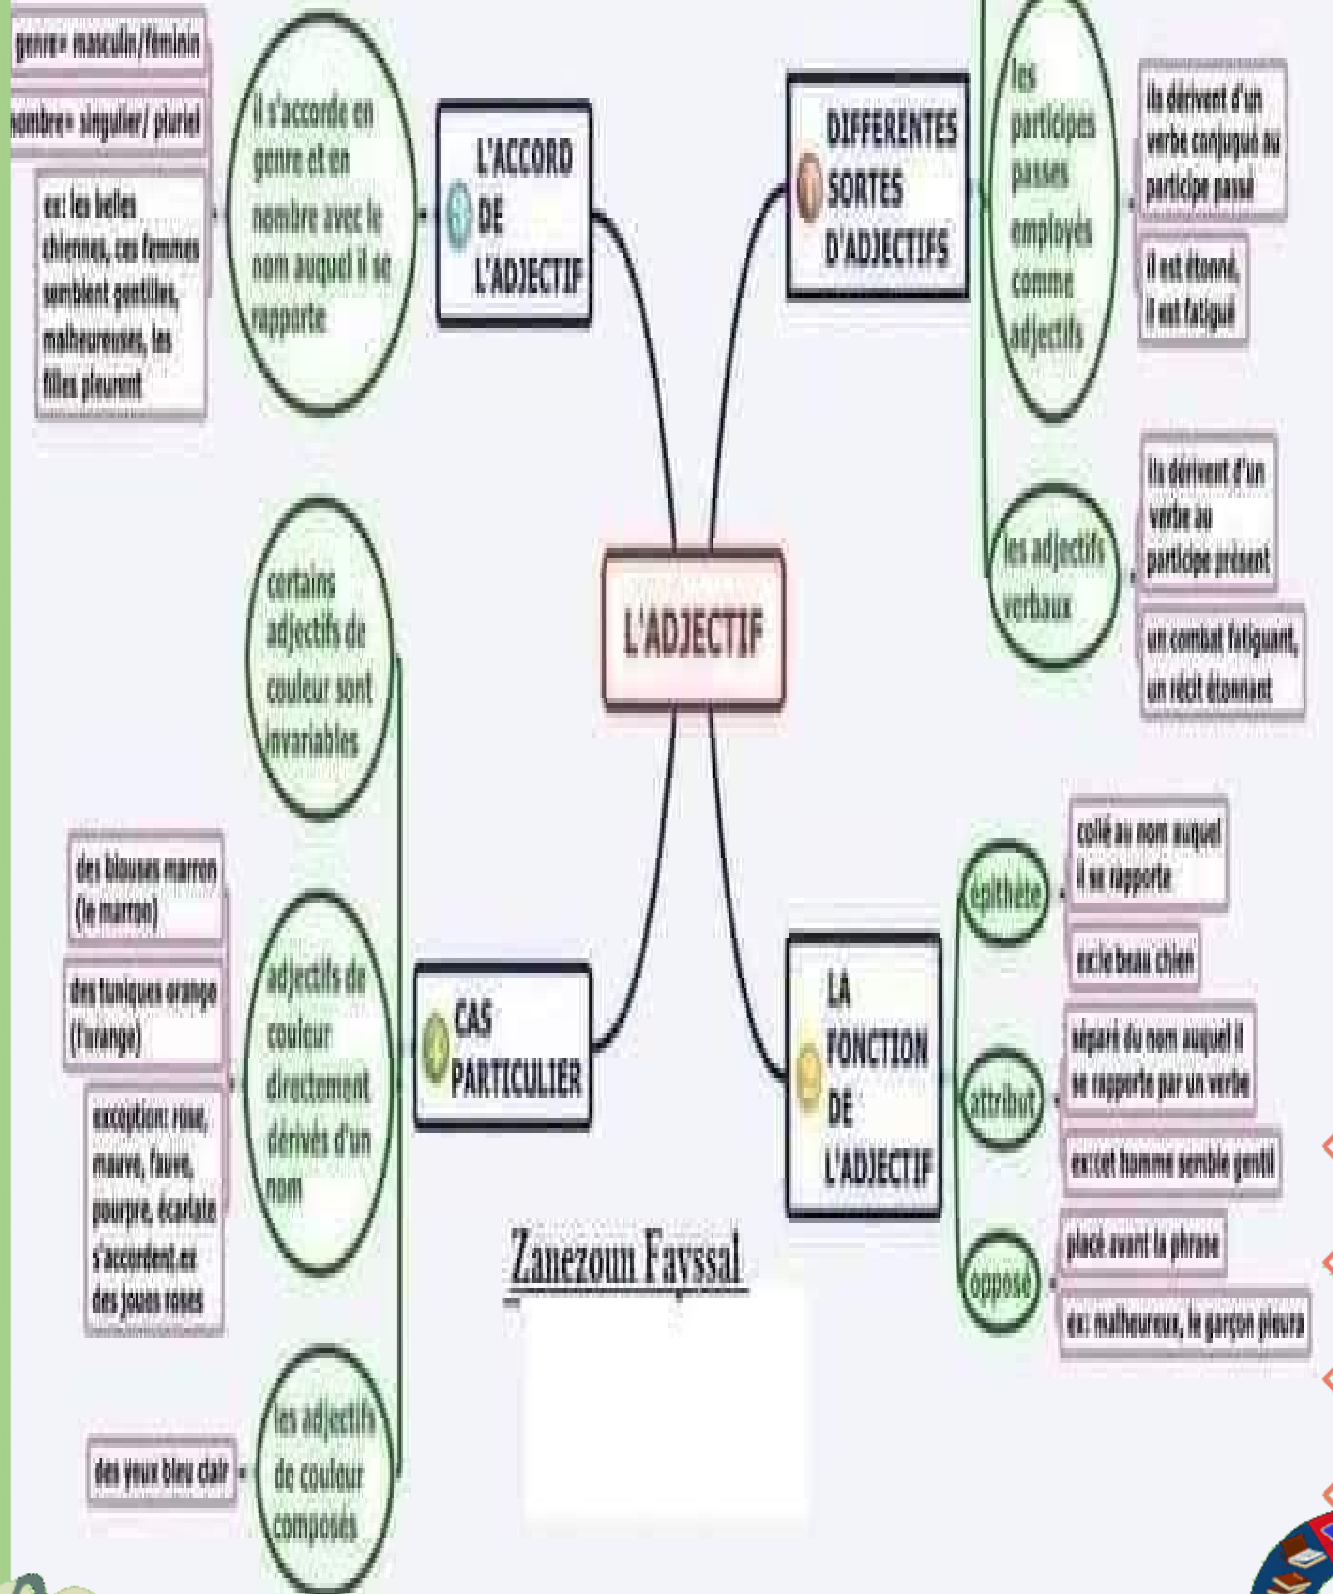 genre= masculin/féminin
nombre= singulier/ pluriel
ex: les belles
chiennes, ces femmes
semblent gentilles,
malheureuses, les
filles pleurent
il s'accorde en
genre et en
nombre avec le
nom auquel il se
rapporte
L'ACCORD
DE
L'ADJECTIF
DIFFERENTES
SORTES
D'ADJECTIFS
les
participes
passes
employés
comme
adjectifs
ils dérivent d'un
verbe conjugué au
participe passé
il est étonné,
il est fatigué
les adjectifs
verbaux
ils dérivent d'un
verbe au
participe présent
un combat fatiguant,
un récit étonnant
L'ADJECTIF
certains
adjectifs de
couleur sont
invariables
adjectifs de
couleur
directement
dérivés d'un
nom
des blouses marron
(le marron)
des tuniques orange
(l'orange)
exception: rose,
mauve, fauve,
pourpre, écarlate
s'accordent.ex
des joues roses
les adjectifs
de couleur
composés
des yeux bleu clair
CAS
PARTICULIER
LA
FONCTION
DE
L'ADJECTIF
épithète
collé au nom auquel
il se rapporte
ex:le beau chien
attribut
séparé du nom auquel il
se rapporte par un verbe
ex:cet homme semble gentil
opposé
placé avant la phrase
ex: malheureux, le garçon pleura
Zanezoun Fayssal